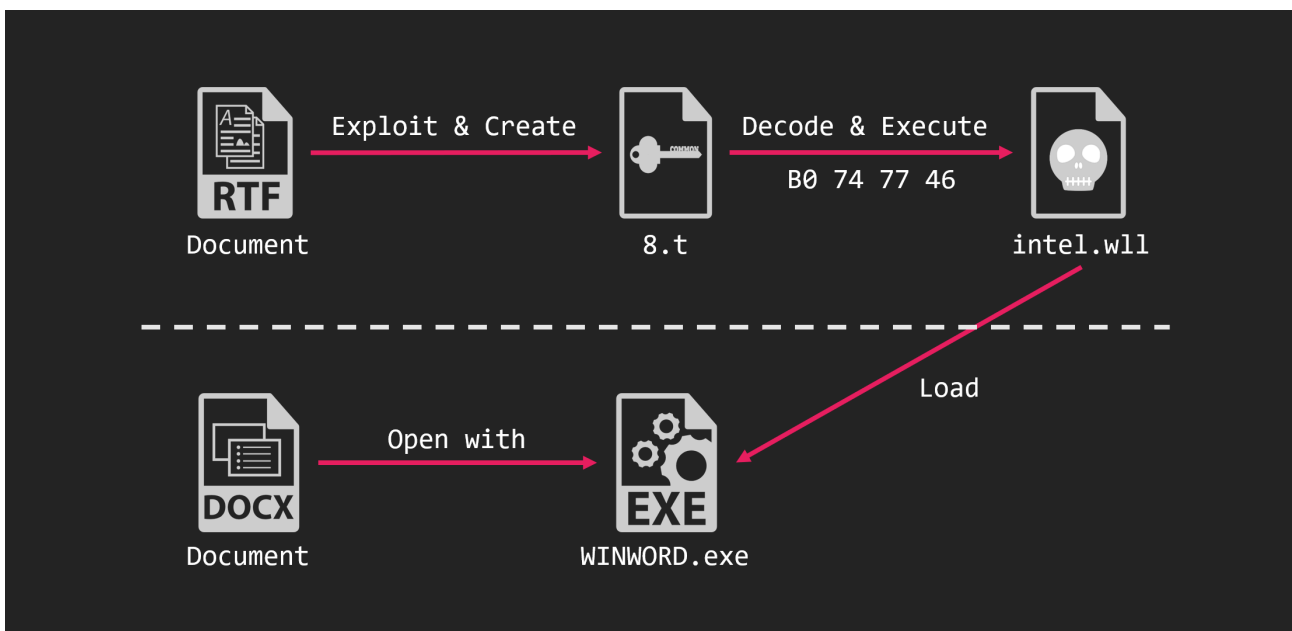 Exploit & Create
Decode & Execute
B0 74 77 46
A
COMMON
RTF
Document
8.t
intel.wll
Load
Open with
DOCX
Document
EXE
WINWORD.exe